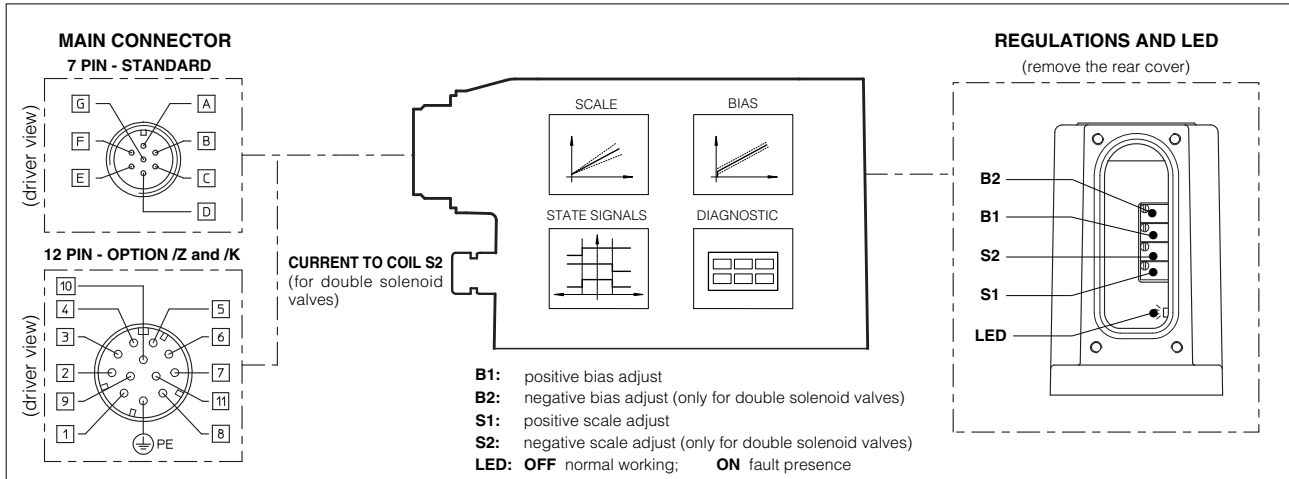 MAIN CONNECTOR
7 PIN - STANDARD
(driver view)
G
A
F
B
E
C
D
12 PIN - OPTION /Z and /K
(driver view)
10
4
5
3
6
2
7
9
11
1
8
PE
CURRENT TO COIL S2
(for double solenoid
valves)
SCALE
BIAS
STATE SIGNALS
DIAGNOSTIC
B1: positive bias adjust
B2: negative bias adjust (only for double solenoid valves)
S1: positive scale adjust
S2: negative scale adjust (only for double solenoid valves)
LED: OFF normal working; ON fault presence
REGULATIONS AND LED
(remove the rear cover)
B2
B1
S2
S1
LED